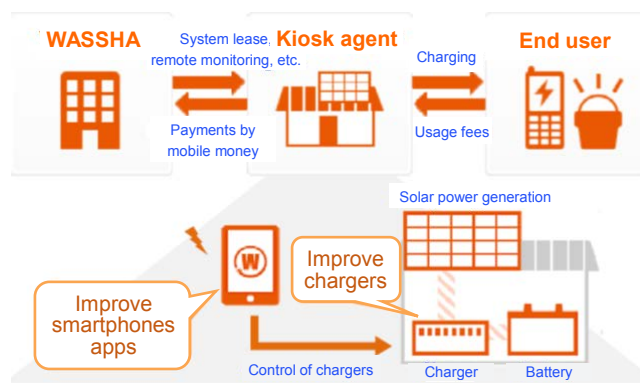 WASSHA
System lease,
remote monitoring, etc.
Kiosk agent
Charging
End user
Payments by
mobile money
Usage fees
Solar power generation
W
Improve
chargers
Improve
smartphones
apps
Control of chargers
Charger
Battery